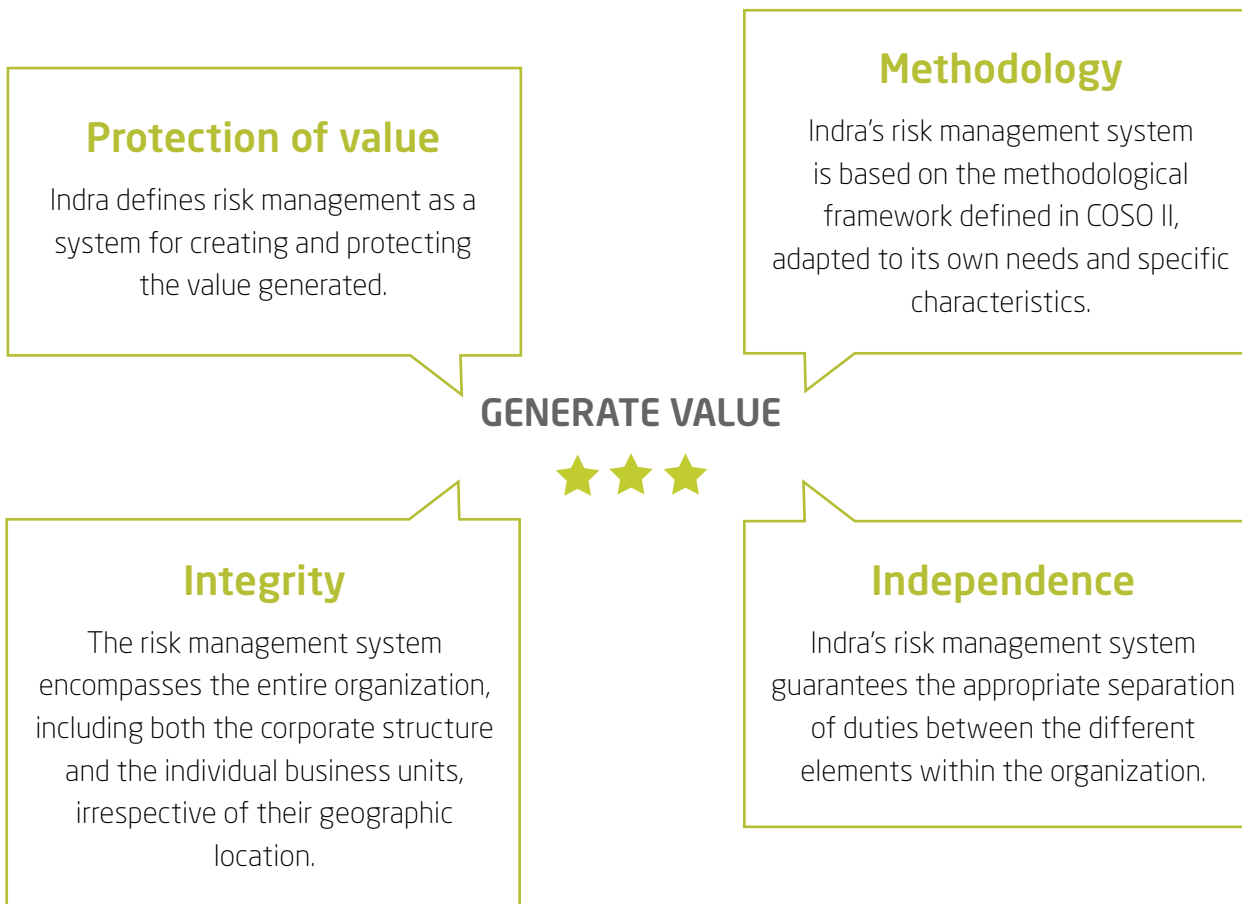 Protection of value
Indra defines risk management as a
system for creating and protecting
the value generated.
Methodology
Indra's risk management system
is based on the methodological
framework defined in COSO II,
adapted to its own needs and specific
characteristics.
GENERATE VALUE
Integrity
The risk management system
encompasses the entire organization,
including both the corporate structure
and the individual business units,
irrespective of their geographic
location.
Independence
Indra's risk management system
guarantees the appropriate separation
of duties between the different
elements within the organization.